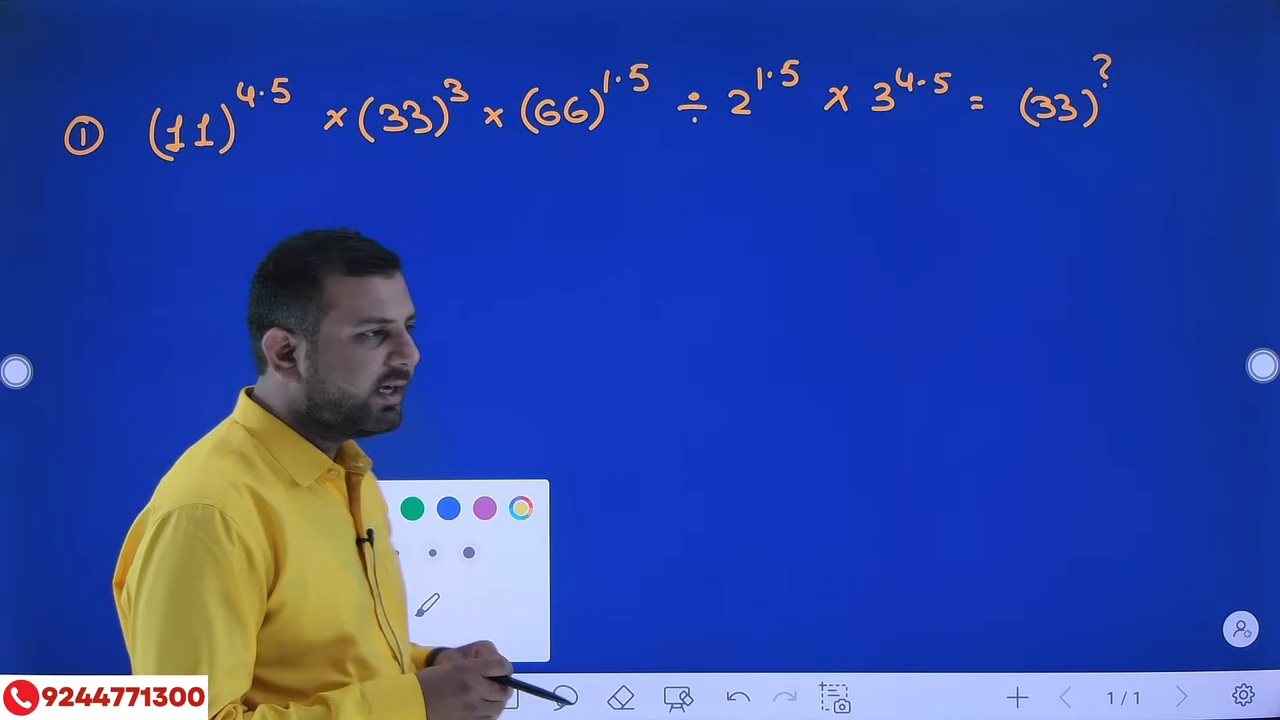 ① (11)^4.5 × (33)^3 × (66)^1.5 ÷ 2^1.5 × 3^4.5 = (33)^?
1/1
9244771300